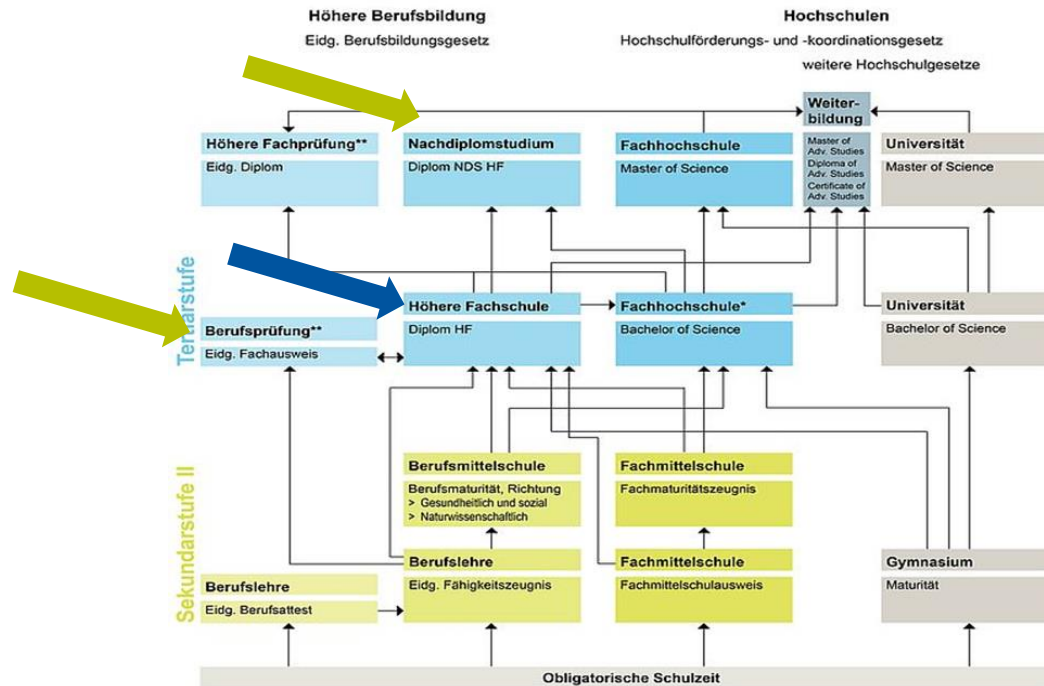 Höhere Berufsbildung
Eidg. Berufsbildungsgesetz
Hochschulen
Hochschulförderungs- und -koordinationsgesetz
weitere Hochschulgesetze
Weiter-
bildung
Master of
Adv. Studies
Diploma of
Adv. Studies
Certificate of
Adv. Studies
Höhere Fachprüfung**
Eidg. Diplom
Nachdiplomstudium
Diplom NDS HF
Fachhochschule
Master of Science
Universität
Master of Science
Tertiärstufe
Berufsprüfung**
Eidg. Fachausweis
Höhere Fachschule
Diplom HF
Fachhochschule*
Bachelor of Science
Universität
Bachelor of Science
Sekundarstufe II
Berufsmittelschule
Berufsmaturität, Richtung
> Gesundheitlich und sozial
> Naturwissenschaftlich
Fachmittelschule
Fachmaturitätszeugnis
Berufslehre
Eidg. Berufsattest
Berufslehre
Eidg. Fähigkeitszeugnis
Fachmittelschule
Fachmittelschulausweis
Gymnasium
Maturität
Obligatorische Schulzeit